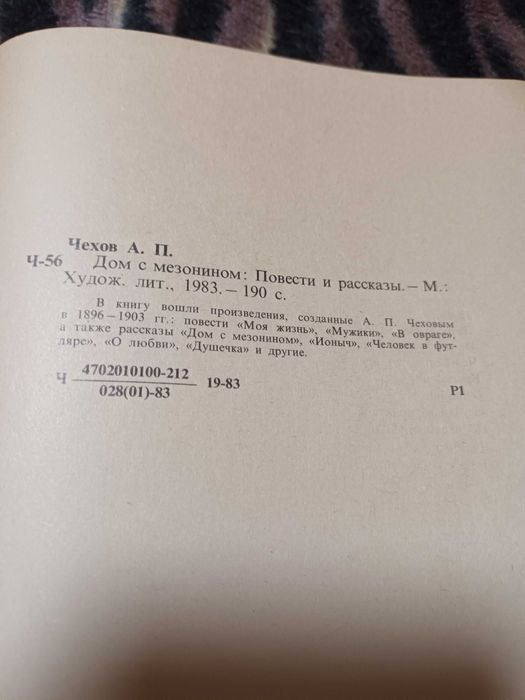 Чехов А. П.
Ч-56 Дом с мезонином: Повести и рассказы. — М.:
Худож. лит., 1983. — 190 с.
В книгу вошли произведения, созданные А. П. Чеховым
в 1896—1903 гг.: повести «Моя жизнь», «Мужики», «В овраге»,
а также рассказы «Дом с мезонином», «Ионыч», «Человек в фут-
ляре», «О любви», «Душечка» и другие.
Ч 4702010100-212 19-83
028(01)-83
Р1